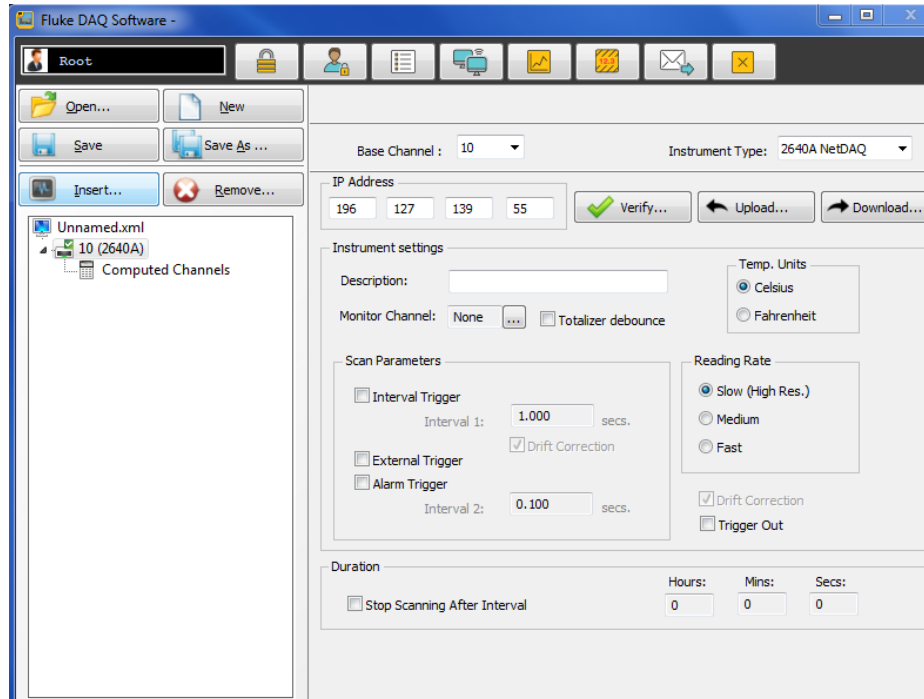 Fluke DAQ Software -
Root
12.3
Open... New
Save Save As ...
Insert... Remove...
Unnamed.xml
10 (2640A)
Computed Channels
Base Channel : 10 Instrument Type: 2640A NetDAQ
IP Address
196 127 139 55 Verify... Upload... Download...
Instrument settings
Description:
Monitor Channel: None ... Totalizer debounce
Temp. Units
Celsius
Fahrenheit
Scan Parameters
Interval Trigger
Interval 1: 1.000 secs.
Drift Correction
External Trigger
Alarm Trigger
Interval 2: 0.100 secs.
Reading Rate
Slow (High Res.)
Medium
Fast
Drift Correction
Trigger Out
Duration
Stop Scanning After Interval
Hours: Mins: Secs:
0 0 0